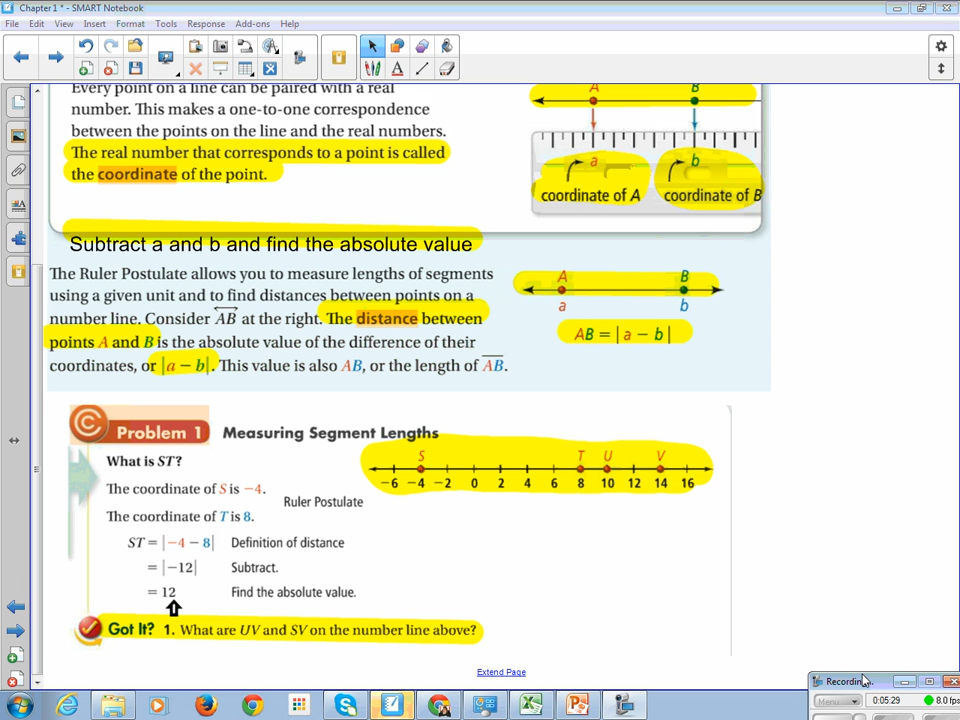 Chapter 1 * - SMART Notebook
File Edit View Insert Format Tools Response Add-ons Help
Every point on a line can be paired with a real
number. This makes a one-to-one correspondence
between the points on the line and the real numbers.
The real number that corresponds to a point is called
the coordinate of the point.
A B
a b
coordinate of A coordinate of B
Subtract a and b and find the absolute value
The Ruler Postulate allows you to measure lengths of segments
using a given unit and to find distances between points on a
number line. Consider AB at the right. The distance between
points A and B is the absolute value of the difference of their
coordinates, or |a − b|. This value is also AB, or the length of AB.
A B
a b
AB = | a − b |
Problem 1 Measuring Segment Lengths
What is ST?
S T U V
−6 −4 −2 0 2 4 6 8 10 12 14 16
The coordinate of S is −4.
Ruler Postulate
The coordinate of T is 8.
ST = |−4 − 8| Definition of distance
= |−12| Subtract.
= 12 Find the absolute value.
Got It? 1. What are UV and SV on the number line above?
Extend Page
Recording...
Menu
0:05:29
8.0 fps